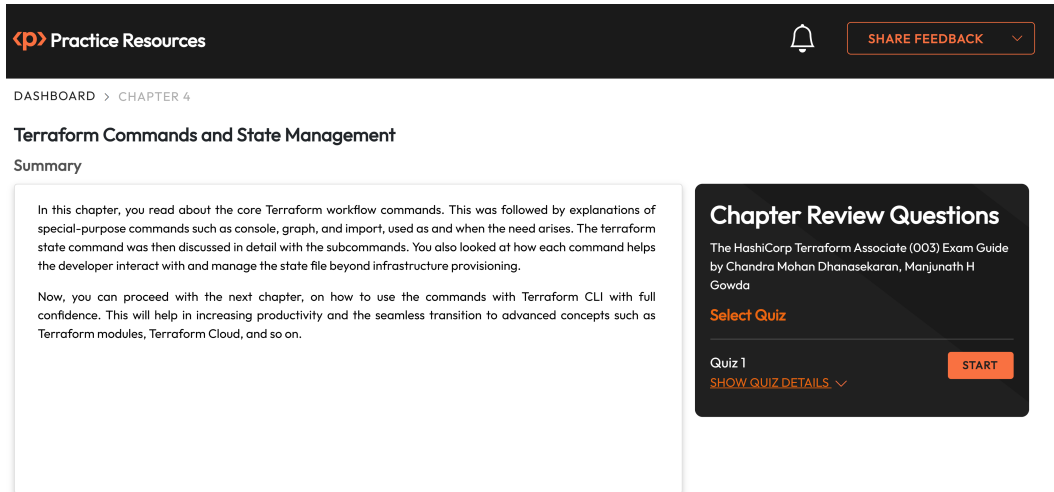 <p> Practice Resources
SHARE FEEDBACK
DASHBOARD > CHAPTER 4
Terraform Commands and State Management
Summary
In this chapter, you read about the core Terraform workflow commands. This was followed by explanations of
special-purpose commands such as console, graph, and import, used as and when the need arises. The terraform
state command was then discussed in detail with the subcommands. You also looked at how each command helps
the developer interact with and manage the state file beyond infrastructure provisioning.
Now, you can proceed with the next chapter, on how to use the commands with Terraform CLI with full
confidence. This will help in increasing productivity and the seamless transition to advanced concepts such as
Terraform modules, Terraform Cloud, and so on.
Chapter Review Questions
The HashiCorp Terraform Associate (003) Exam Guide
by Chandra Mohan Dhanasekaran, Manjunath H
Gowda
Select Quiz
Quiz 1
START
SHOW QUIZ DETAILS